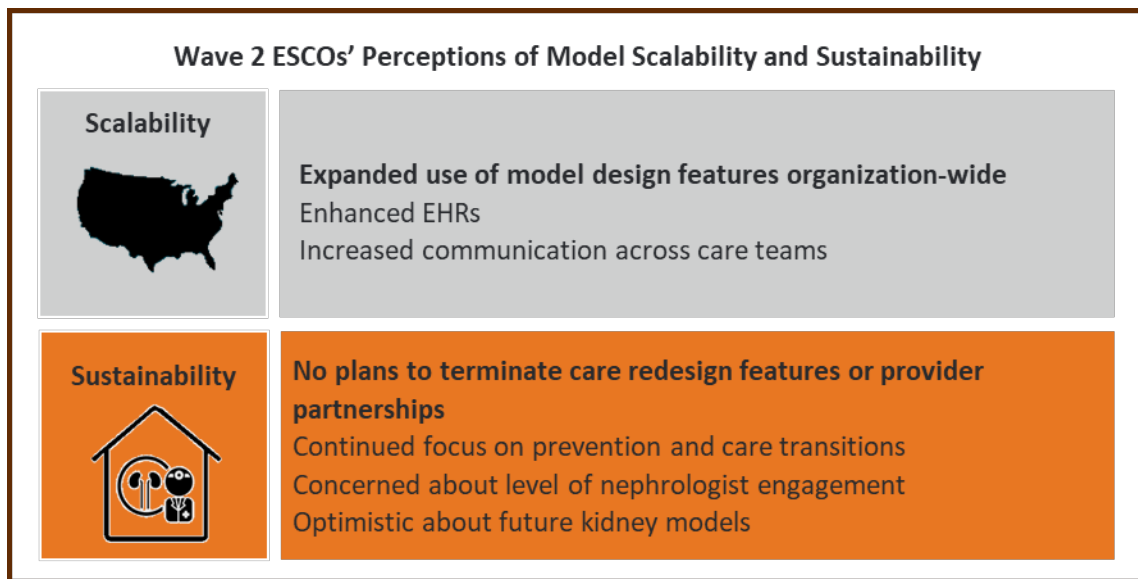 Wave 2 ESCOs’ Perceptions of Model Scalability and Sustainability
Scalability
Expanded use of model design features organization-wide
Enhanced EHRs
Increased communication across care teams
Sustainability
No plans to terminate care redesign features or provider
partnerships
Continued focus on prevention and care transitions
Concerned about level of nephrologist engagement
Optimistic about future kidney models